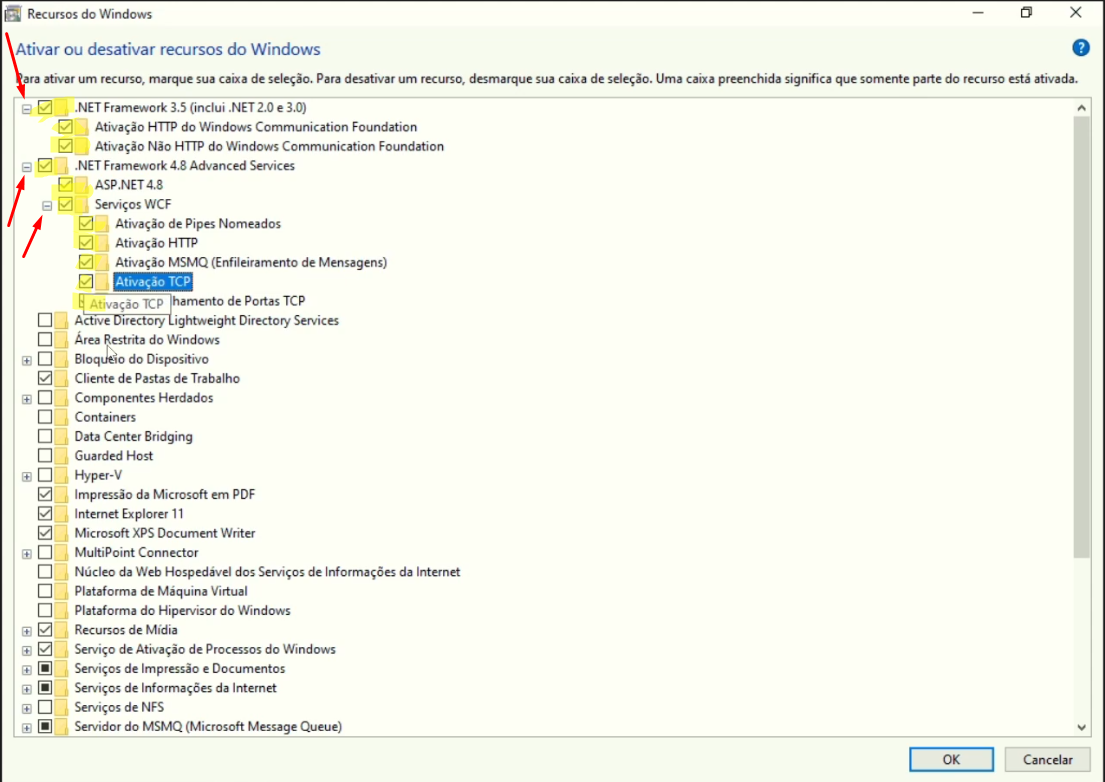 Recursos do Windows
Ativar ou desativar recursos do Windows
?
Para ativar um recurso, marque sua caixa de seleção. Para desativar um recurso, desmarque sua caixa de seleção. Uma caixa preenchida significa que somente parte do recurso está ativada.
.NET Framework 3.5 (inclui .NET 2.0 e 3.0)
Ativação HTTP do Windows Communication Foundation
Ativação Não HTTP do Windows Communication Foundation
.NET Framework 4.8 Advanced Services
ASP.NET 4.8
Serviços WCF
Ativação de Pipes Nomeados
Ativação HTTP
Ativação MSMQ (Enfileiramento de Mensagens)
Ativação TCP
Ativação TCP
hamento de Portas TCP
Active Directory Lightweight Directory Services
Área Restrita do Windows
Bloqueio do Dispositivo
Cliente de Pastas de Trabalho
Componentes Herdados
Containers
Data Center Bridging
Guarded Host
Hyper-V
Impressão da Microsoft em PDF
Internet Explorer 11
Microsoft XPS Document Writer
MultiPoint Connector
Núcleo da Web Hospedável dos Serviços de Informações da Internet
Plataforma de Máquina Virtual
Plataforma do Hipervisor do Windows
Recursos de Mídia
Serviço de Ativação de Processos do Windows
Serviços de Impressão e Documentos
Serviços de Informações da Internet
Serviços de NFS
Servidor do MSMQ (Microsoft Message Queue)
OK
Cancelar